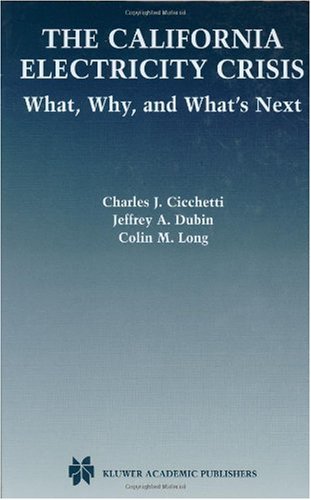 THE CALIFORNIA
ELECTRICITY CRISIS
What, Why, and What's Next
Charles J. Cicchetti
Jeffrey A. Dubin
Colin M. Long
KLUWER ACADEMIC PUBLISHERS